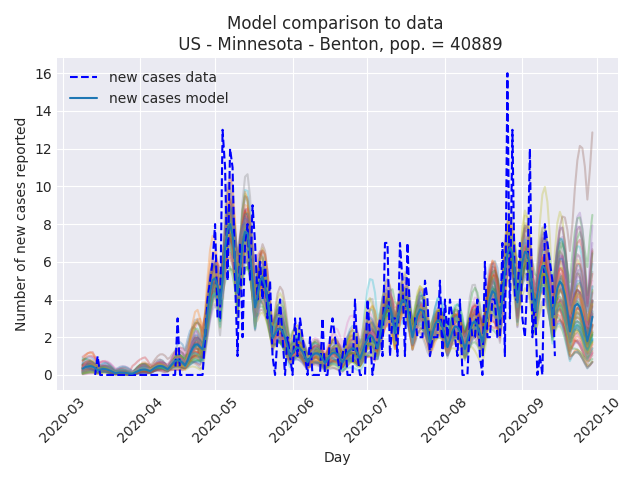 Model comparison to data
US - Minnesota - Benton, pop. = 40889
new cases data
new cases model
Number of new cases reported
16
14
12
10
8
6
4
2
0
2020-03
2020-04
2020-05
2020-06
2020-07
2020-08
2020-09
2020-10
Day